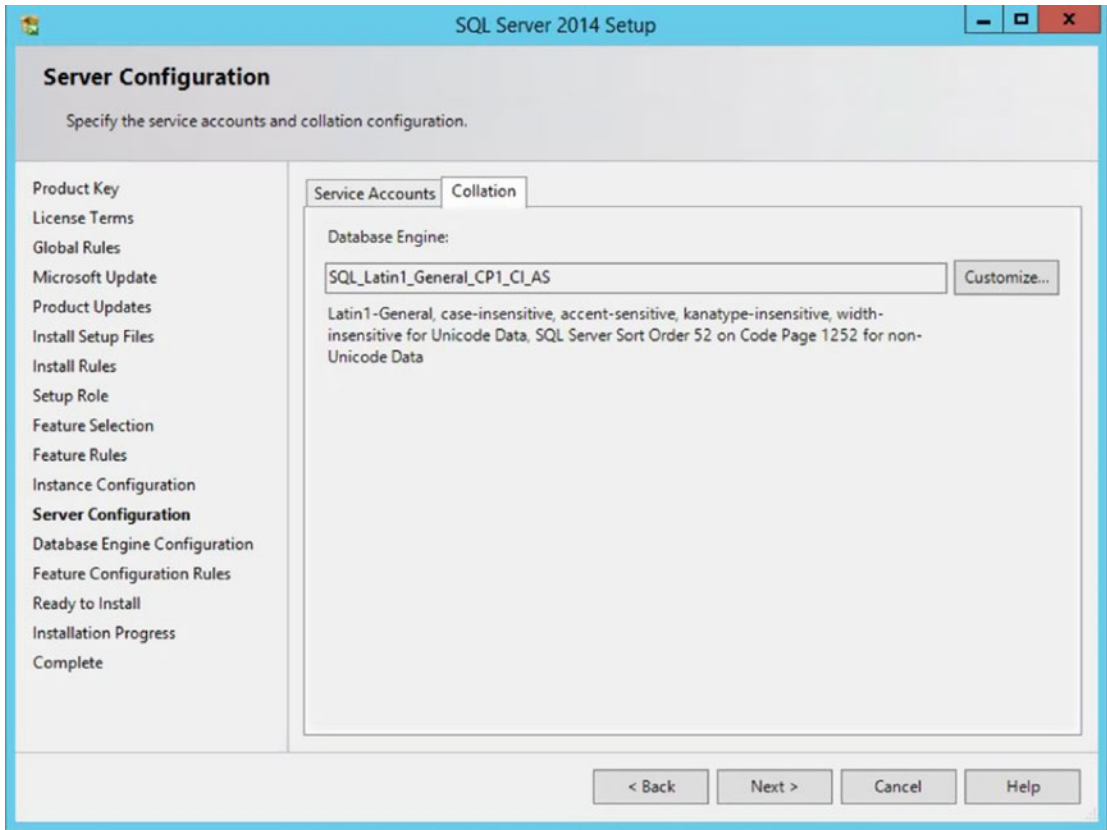 SQL Server 2014 Setup
Server Configuration
Specify the service accounts and collation configuration.
Product Key
License Terms
Global Rules
Microsoft Update
Product Updates
Install Setup Files
Install Rules
Setup Role
Feature Selection
Feature Rules
Instance Configuration
Server Configuration
Database Engine Configuration
Feature Configuration Rules
Ready to Install
Installation Progress
Complete
Service Accounts Collation
Database Engine:
SQL_Latin1_General_CP1_CI_AS Customize...
Latin1-General, case-insensitive, accent-sensitive, kanatype-insensitive, width-
insensitive for Unicode Data, SQL Server Sort Order 52 on Code Page 1252 for non-
Unicode Data
< Back Next > Cancel Help